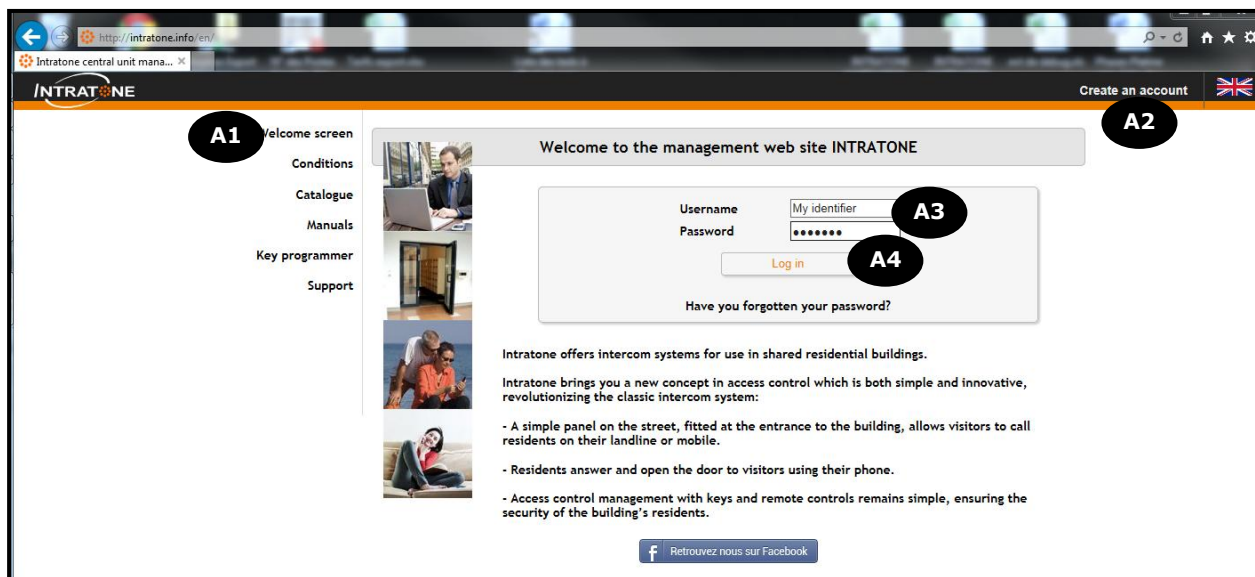 http://intratone.info/en/
Intratone central unit mana...
INTRATONE
Create an account
A1
A2
Welcome screen
Conditions
Catalogue
Manuals
Key programmer
Support
Welcome to the management web site INTRATONE
Username My identifier A3
Password •••••••
Log in A4
Have you forgotten your password?
Intratone offers intercom systems for use in shared residential buildings.
Intratone brings you a new concept in access control which is both simple and innovative,
revolutionizing the classic intercom system:
- A simple panel on the street, fitted at the entrance to the building, allows visitors to call
residents on their landline or mobile.
- Residents answer and open the door to visitors using their phone.
- Access control management with keys and remote controls remains simple, ensuring the
security of the building’s residents.
f Retrouvez nous sur Facebook